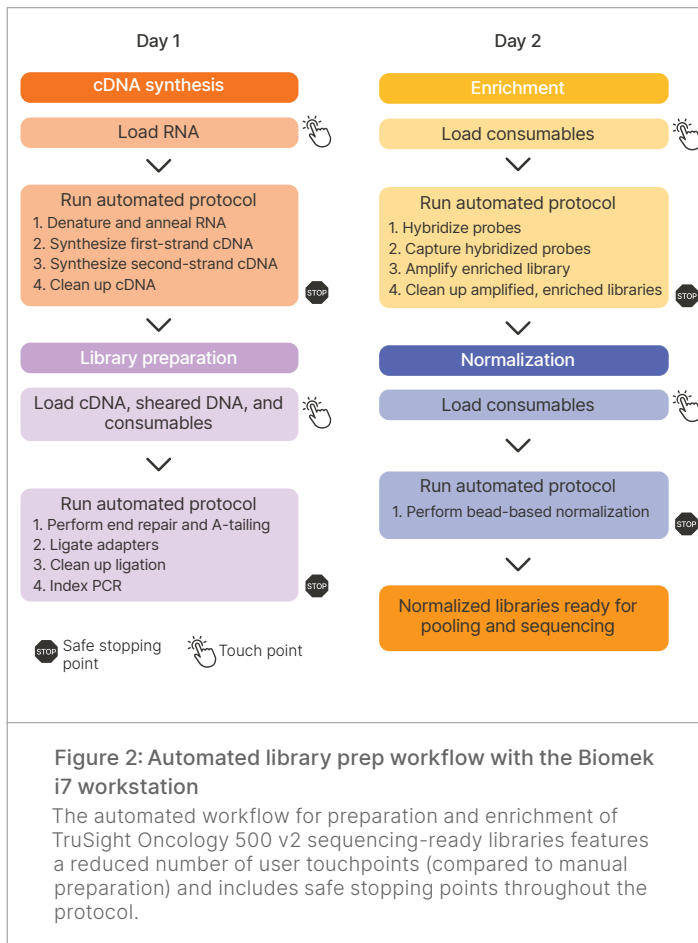 Day 1
cDNA synthesis
Load RNA
Run automated protocol
1. Denature and anneal RNA
2. Synthesize first-strand cDNA
3. Synthesize second-strand cDNA
4. Clean up cDNA
STOP
Library preparation
Load cDNA, sheared DNA, and
consumables
Run automated protocol
1. Perform end repair and A-tailing
2. Ligate adapters
3. Clean up ligation
4. Index PCR
STOP
STOP
Safe stopping
point
Touch point
Day 2
Enrichment
Load consumables
Run automated protocol
1. Hybridize probes
2. Capture hybridized probes
3. Amplify enriched library
4. Clean up amplified, enriched libraries
STOP
Normalization
Load consumables
Run automated protocol
1. Perform bead-based normalization
STOP
Normalized libraries ready for
pooling and sequencing
Figure 2: Automated library prep workflow with the Biomek
i7 workstation
The automated workflow for preparation and enrichment of
TruSight Oncology 500 v2 sequencing-ready libraries features
a reduced number of user touchpoints (compared to manual
preparation) and includes safe stopping points throughout the
protocol.